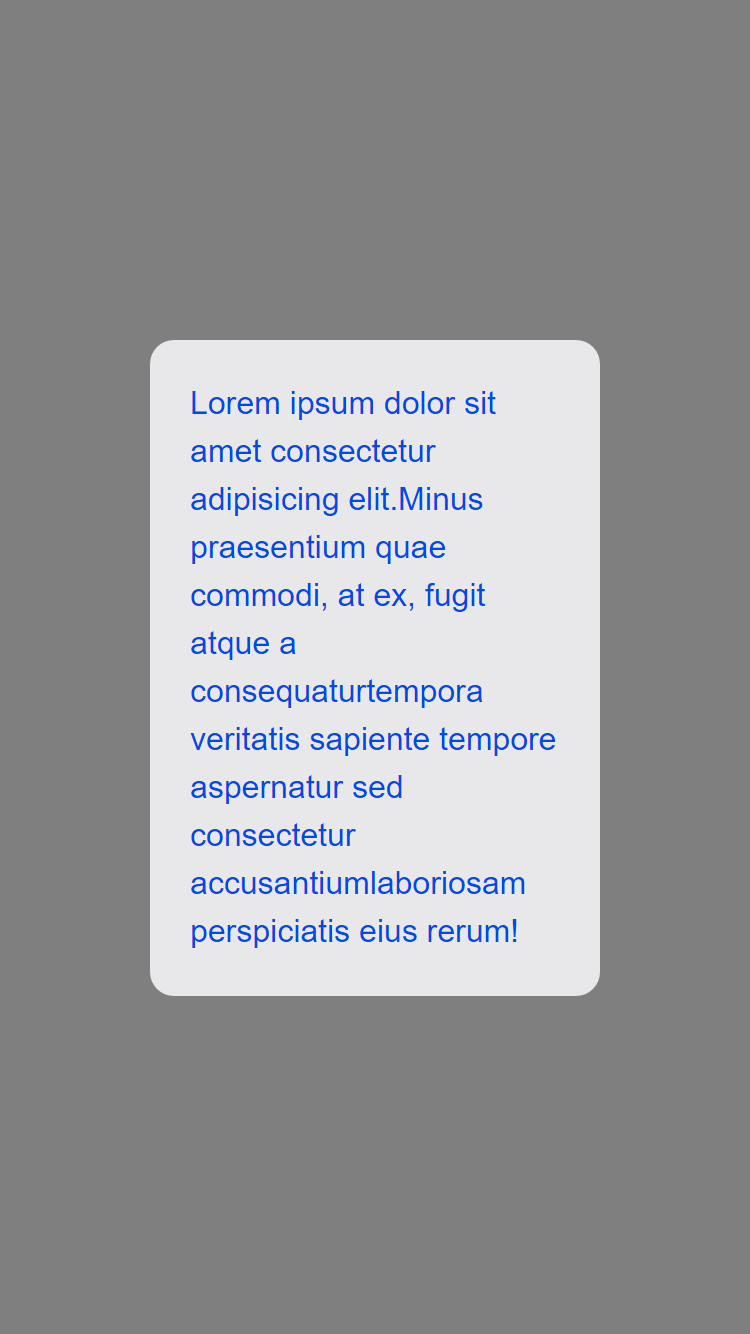 Lorem ipsum dolor sit
amet consectetur
adipisicing elit.Minus
praesentium quae
commodi, at ex, fugit
atque a
consequaturtempora
veritatis sapiente tempore
aspernatur sed
consectetur
accusantiumlaboriosam
perspiciatis eius rerum!